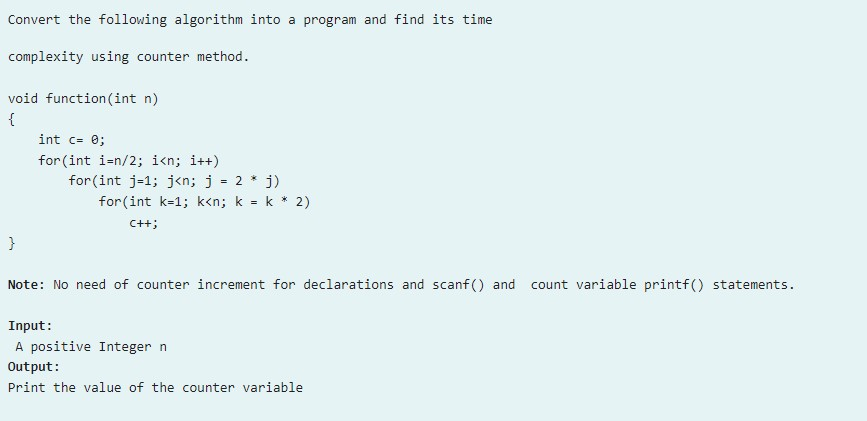 Convert the following algorithm into a program and find its time
complexity using counter method.
void function(int n)
{
    int c= 0;
    for(int i=n/2; i<n; i++)
        for(int j=1; j<n; j = 2 * j)
            for(int k=1; k<n; k = k * 2)
                c++;
}
Note: No need of counter increment for declarations and scanf() and  count variable printf() statements.
Input:
 A positive Integer n
Output:
Print the value of the counter variable